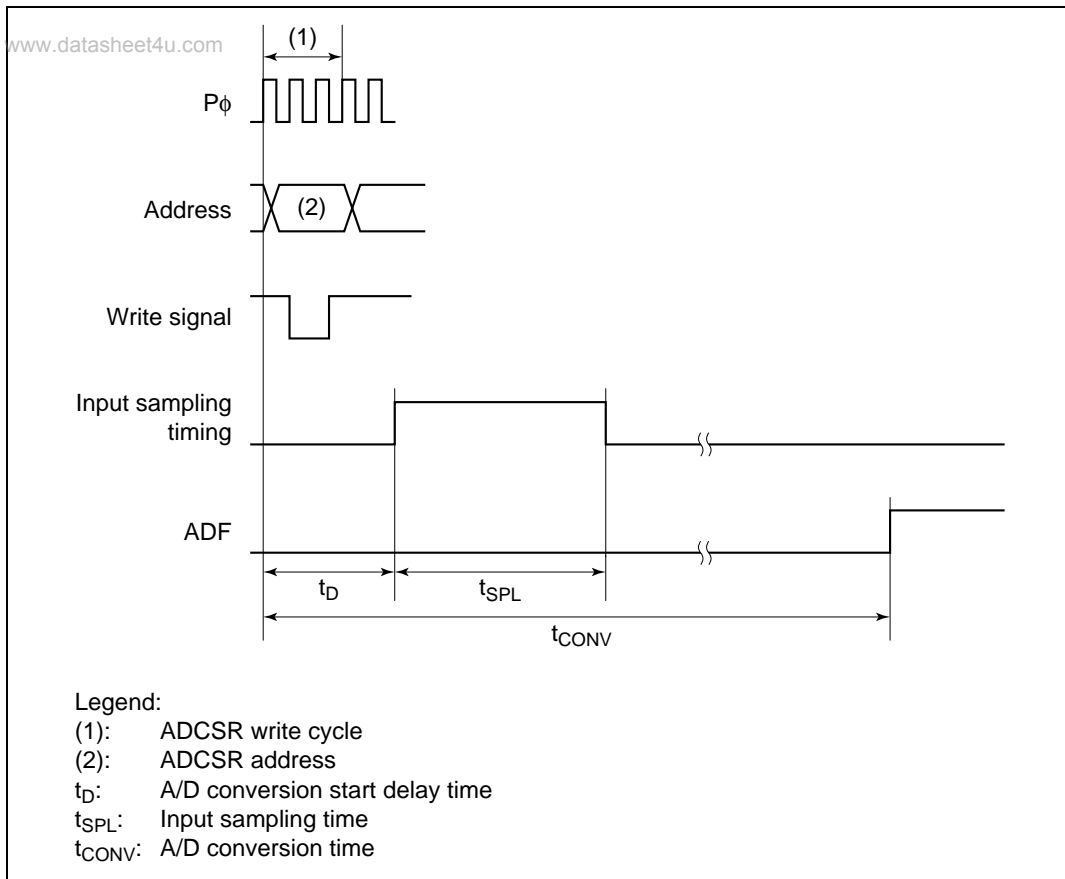 www.datasheet4u.com
(1)
Pϕ
Address
(2)
Write signal
Input sampling
timing
ADF
tD
tSPL
tCONV
Legend:
(1): ADCSR write cycle
(2): ADCSR address
tD: A/D conversion start delay time
tSPL: Input sampling time
tCONV: A/D conversion time